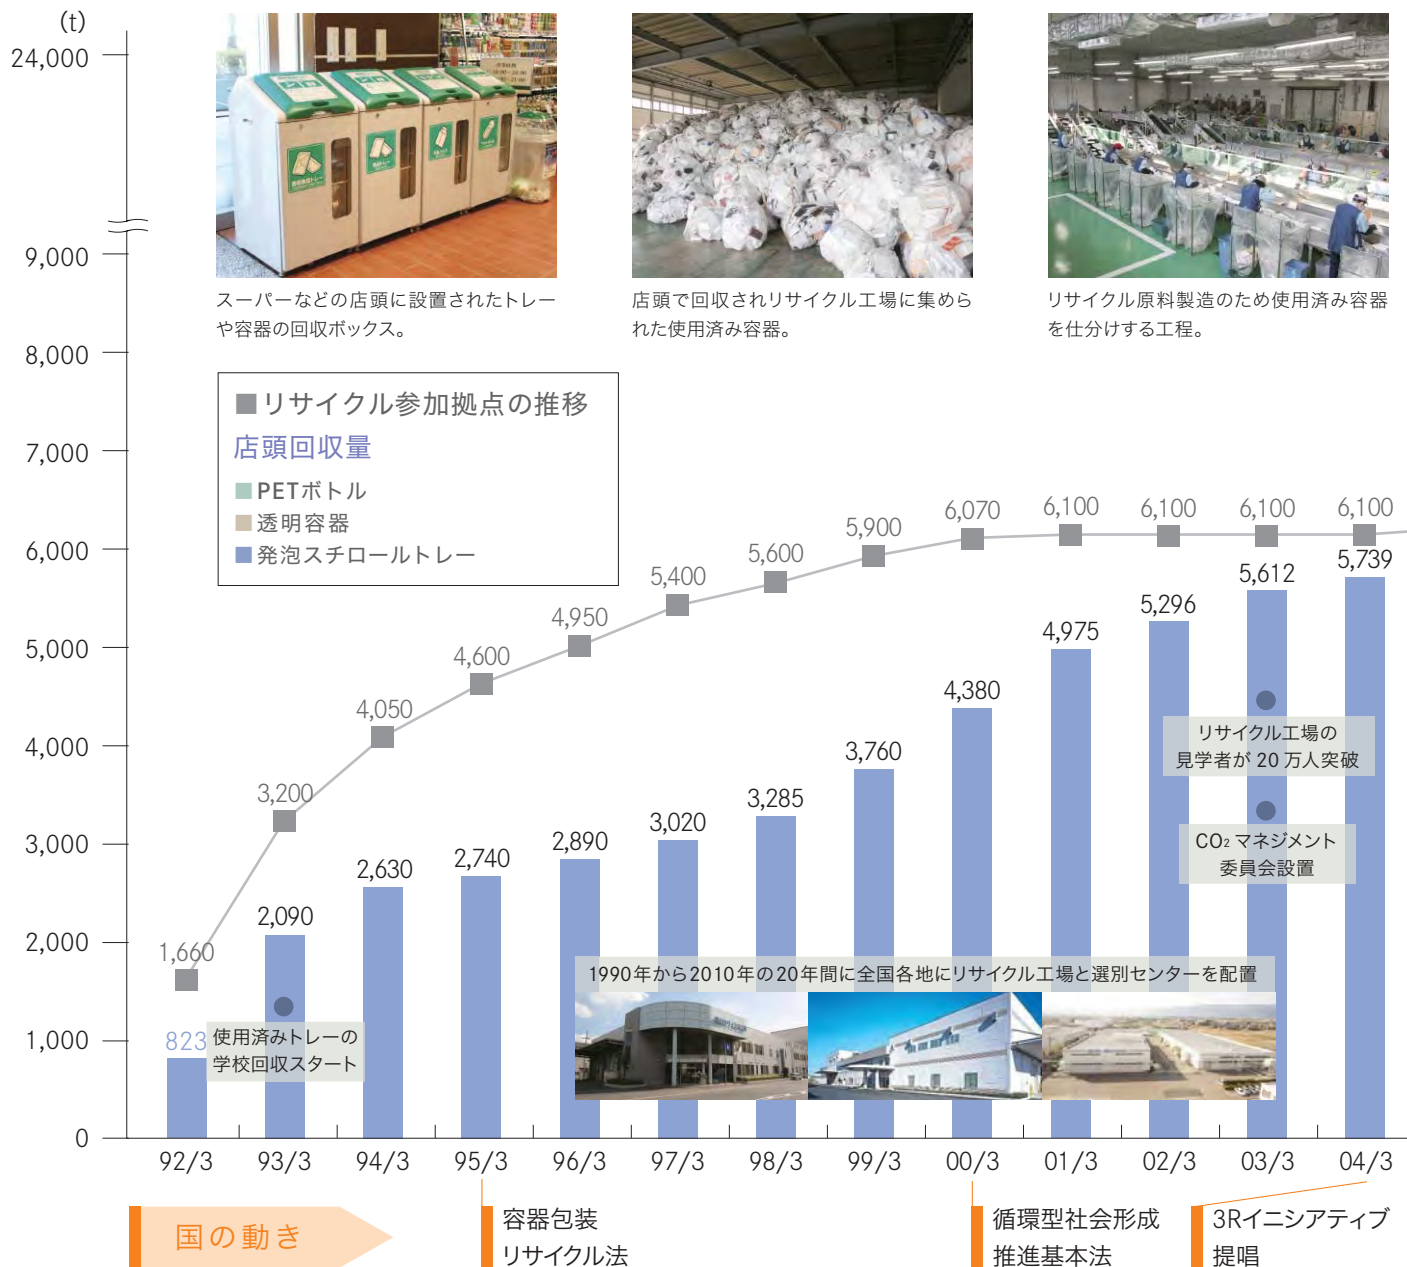 (t)
24,000
9,000
8,000
7,000
6,000
5,000
4,000
3,000
2,000
1,000
0
スーパーなどの店頭に設置されたトレー
や容器の回収ボックス。
店頭で回収されリサイクル工場に集めら
れた使用済み容器。
リサイクル原料製造のため使用済み容器
を仕分けする工程。
リサイクル参加拠点の推移
店頭回収量
PETボトル
透明容器
発泡スチロールトレー
1,660
3,200
4,050
4,600
4,950
5,400
5,600
5,900
6,070
6,100
6,100
6,100
6,100
823
2,090
2,630
2,740
2,890
3,020
3,285
3,760
4,380
4,975
5,296
5,612
5,739
使用済みトレーの
学校回収スタート
リサイクル工場の
見学者が 20 万人突破
CO₂ マネジメント
委員会設置
1990年から2010年の20年間に全国各地にリサイクル工場と選別センターを配置
92/3
93/3
94/3
95/3
96/3
97/3
98/3
99/3
00/3
01/3
02/3
03/3
04/3
国の動き
容器包装
リサイクル法
循環型社会形成
推進基本法
3Rイニシアティブ
提唱